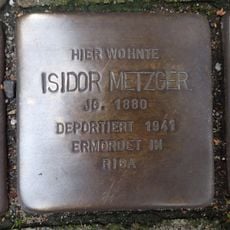 HIER WOHNTE
ISIDOR METZGER
JG. 1880
DEPORTIERT 1941
ERMORDET IN
RIGA